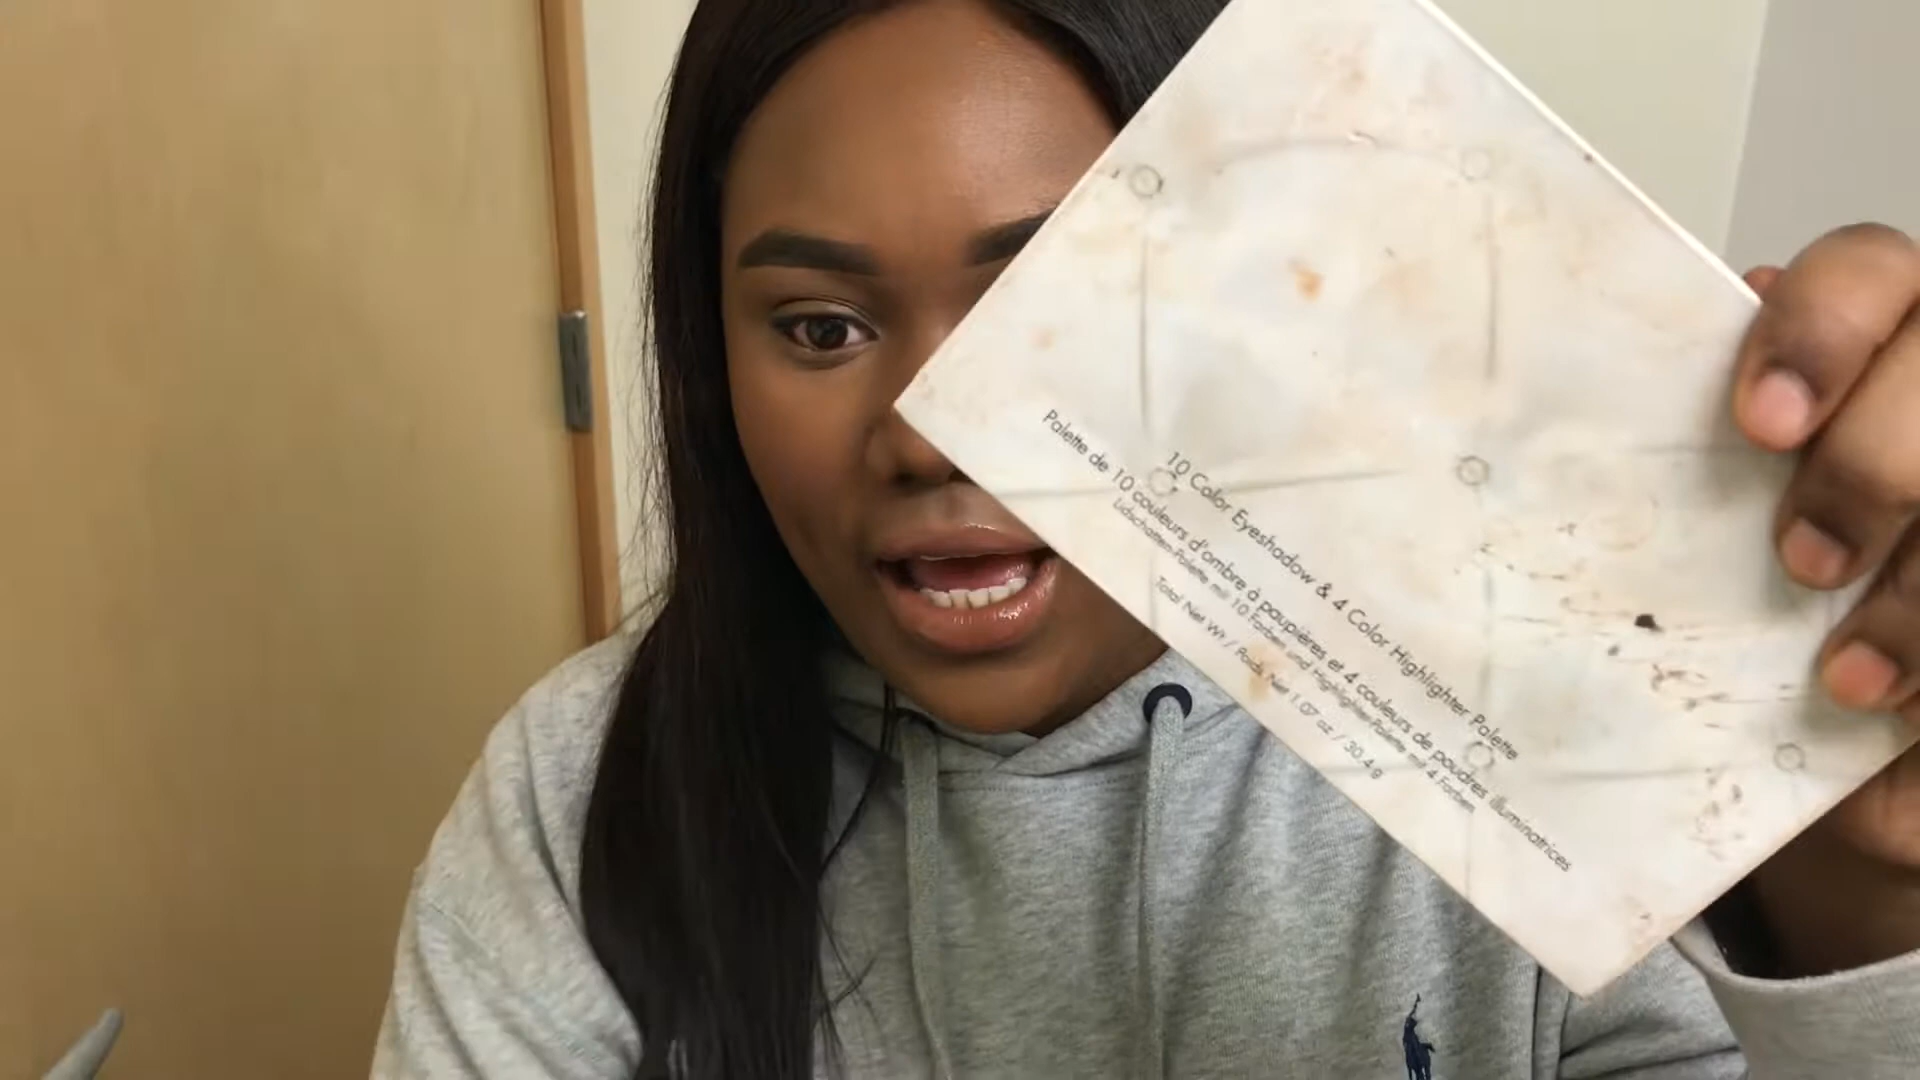 10 Color Eyeshadow & 4 Color Highlighter Palette
Palette de 10 couleurs d'ombre à paupières et 4 couleurs de poudres illuminatrices
Lidschatten-Palette mit 10 Farben und Highlighter-Palette mit 4 Farben
Total Net Wt / Poids Net 1.07 oz / 30.4 g